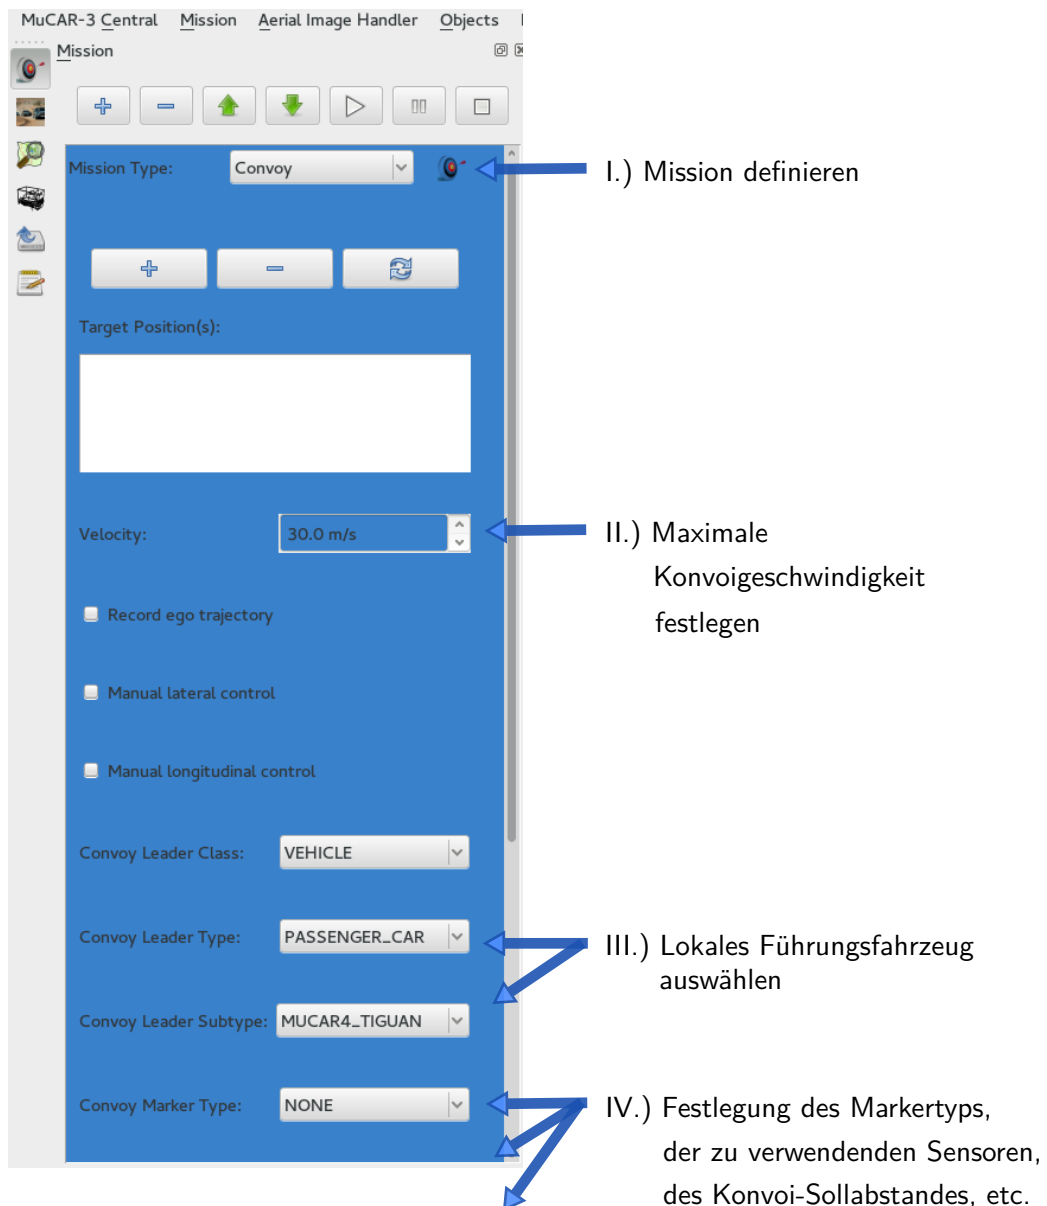 MuCAR-3 Central Mission Aerial Image Handler Objects
Mission
Mission Type: Convoy
I.) Mission definieren
Target Position(s):
Velocity: 30.0 m/s
II.) Maximale
Konvoigeschwindigkeit
festlegen
Record ego trajectory
Manual lateral control
Manual longitudinal control
Convoy Leader Class: VEHICLE
Convoy Leader Type: PASSENGER_CAR
III.) Lokales Führungsfahrzeug
auswählen
Convoy Leader Subtype: MUCAR4_TIGUAN
Convoy Marker Type: NONE
IV.) Festlegung des Markertyps,
der zu verwendenden Sensoren,
des Konvoi-Sollabstandes, etc.